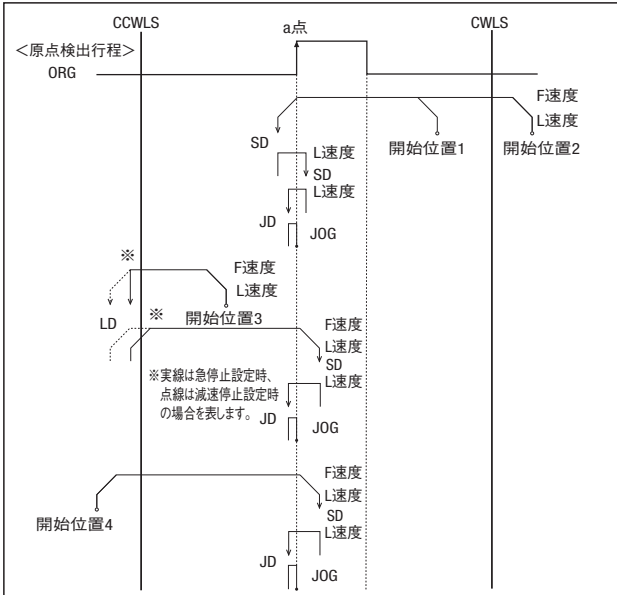 CCWLS
a点
CWLS
＜原点検出行程＞
ORG
F速度
L速度
SD
開始位置1
開始位置2
L速度
SD
L速度
JD
JOG
※
F速度
L速度
LD
※
開始位置3
F速度
L速度
SD
※実線は急停止設定時、
点線は減速停止設定時
の場合を表します。
L速度
JD
JOG
F速度
L速度
SD
開始位置4
L速度
JD
JOG